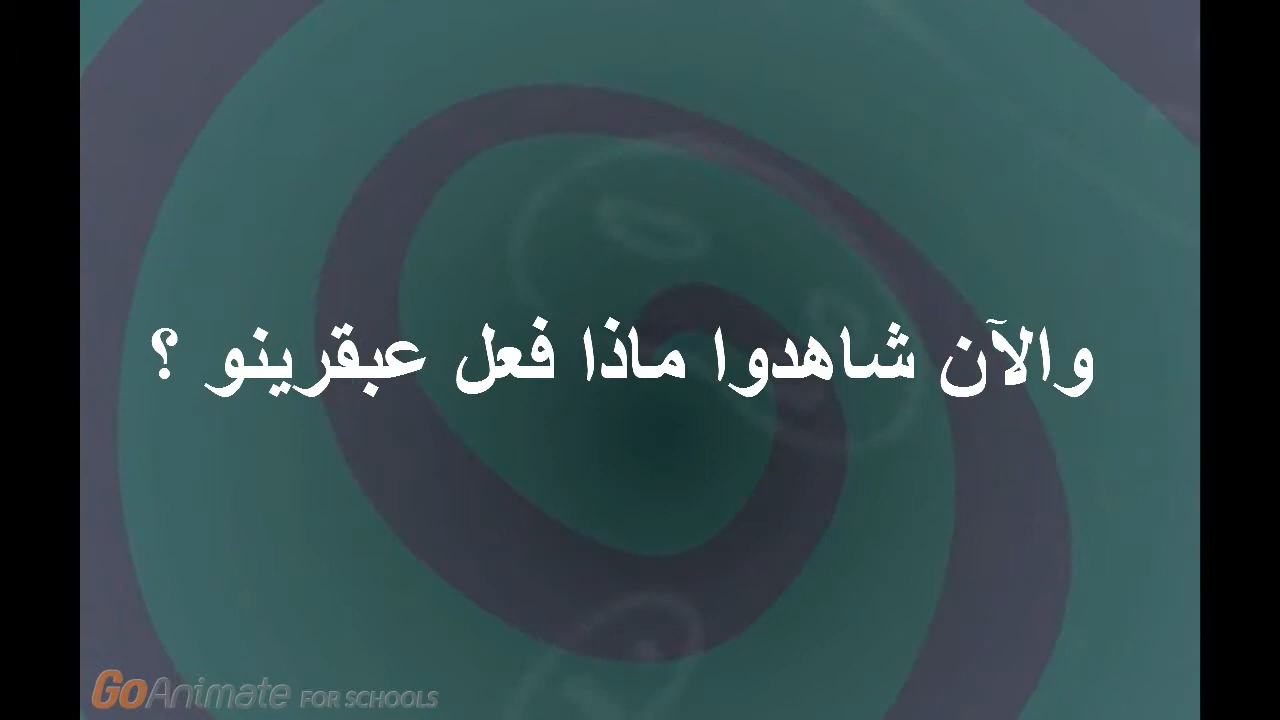 والآن شاهدوا ماذا فعل عبقرينو ؟
GoAnimate FOR SCHOOLS